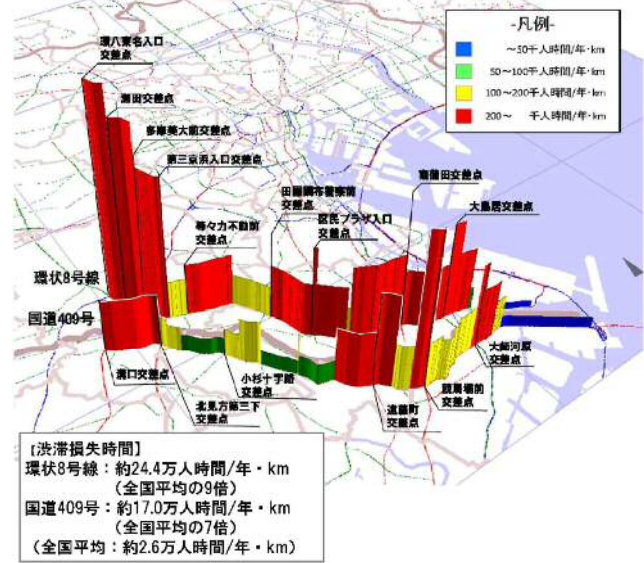 -凡例-
～50千人時間/年・km
50～100千人時間/年・km
100～200千人時間/年・km
200～ 千人時間/年・km
環八東名入口
交差点
瀬田交差点
多摩美大前交差点
第三京浜入口交差点
等々力不動前
交差点
田園調布警察前
交差点
区民プラザ入口
交差点
南蒲田交差点
大鳥居交差点
環状8号線
国道409号
溝口交差点
北見方第三下
交差点
小杉十字路
交差点
遠藤町
交差点
競馬場前
交差点
大師河原
交差点
[渋滞損失時間]
環状8号線：約24.4万人時間/年・km
（全国平均の9倍）
国道409号：約17.0万人時間/年・km
（全国平均の7倍）
（全国平均：約2.6万人時間/年・km）